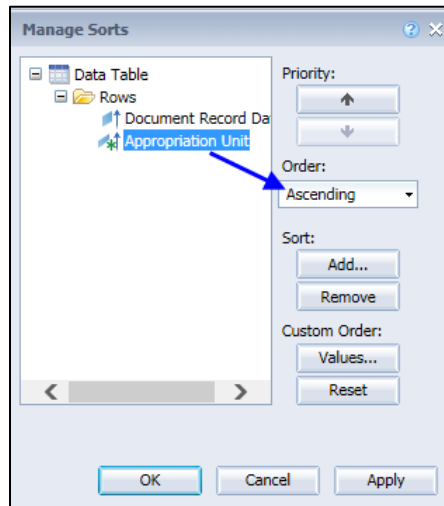 Manage Sorts
Data Table
Rows
Document Record Da
Appropriation Unit
Priority:
Order:
Ascending
Sort:
Add...
Remove
Custom Order:
Values...
Reset
OK
Cancel
Apply